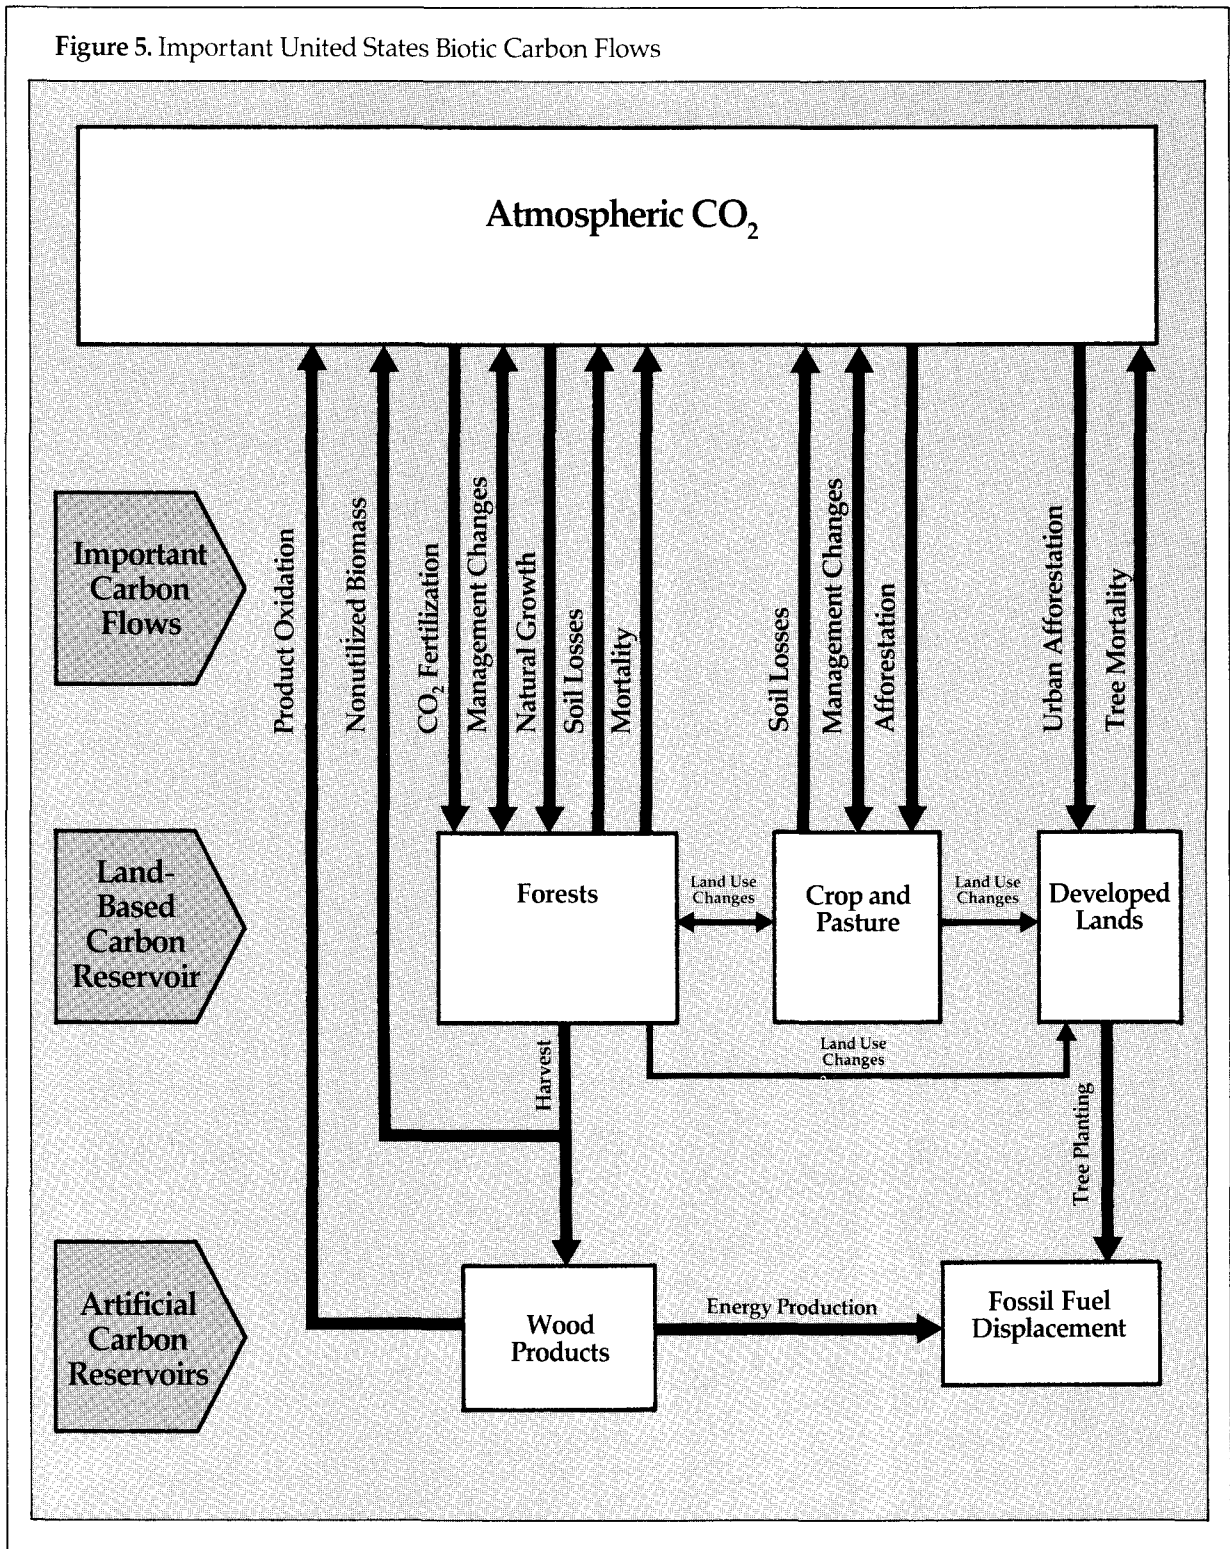 Figure 5. Important United States Biotic Carbon Flows
Atmospheric CO₂
Important
Carbon
Flows
Product Oxidation
Nonutilized Biomass
CO₂ Fertilization
Management Changes
Natural Growth
Soil Losses
Mortality
Soil Losses
Management Changes
Afforestation
Urban Afforestation
Tree Mortality
Land-
Based
Carbon
Reservoir
Forests
Land Use
Changes
Crop and
Pasture
Land Use
Changes
Developed
Lands
Harvest
Land Use
Changes
Tree Planting
Artificial
Carbon
Reservoirs
Wood
Products
Energy Production
Fossil Fuel
Displacement